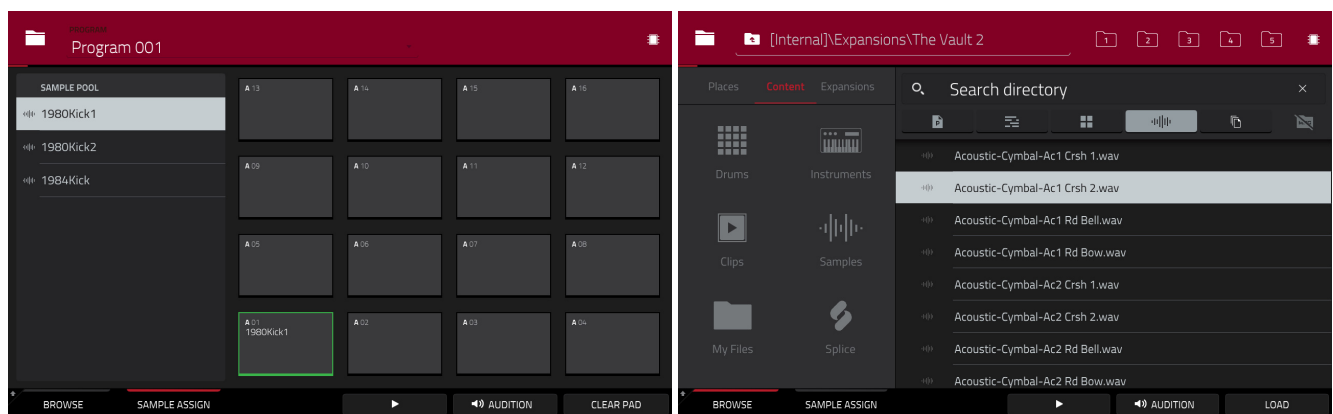 PROGRAM
Program 001
SAMPLE POOL
1980Kick1
1980Kick2
1984Kick
A 13
A 14
A 15
A 16
A 09
A 10
A 11
A 12
A 05
A 06
A 07
A 08
A 01
1980Kick1
A 02
A 03
A 04
BROWSE
SAMPLE ASSIGN
AUDITION
CLEAR PAD
[Internal]\Expansions\The Vault 2
1
2
3
4
5
Places
Content
Expansions
Drums
Instruments
Clips
Samples
My Files
Splice
Search directory
P
Acoustic-Cymbal-Ac1 Crsh 1.wav
Acoustic-Cymbal-Ac1 Crsh 2.wav
Acoustic-Cymbal-Ac1 Rd Bell.wav
Acoustic-Cymbal-Ac1 Rd Bow.wav
Acoustic-Cymbal-Ac2 Crsh 1.wav
Acoustic-Cymbal-Ac2 Crsh 2.wav
Acoustic-Cymbal-Ac2 Rd Bell.wav
Acoustic-Cymbal-Ac2 Rd Bow.wav
BROWSE
SAMPLE ASSIGN
AUDITION
LOAD